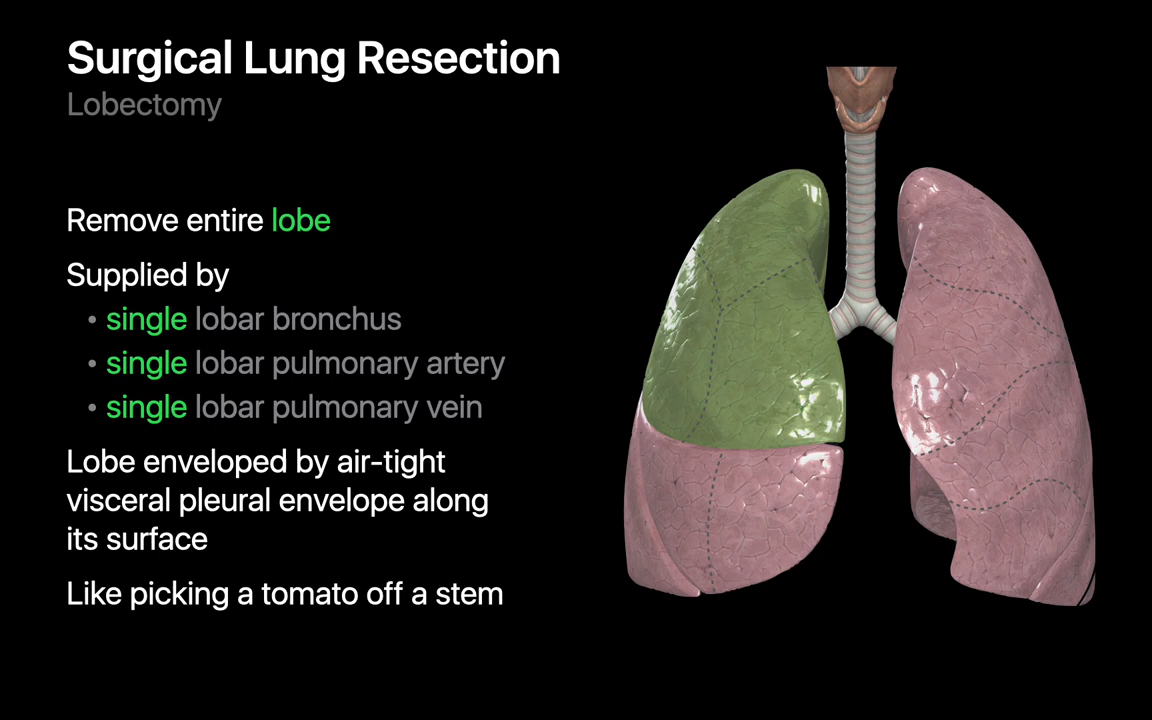 Surgical Lung Resection
Lobectomy
Remove entire lobe
Supplied by
• single lobar bronchus
• single lobar pulmonary artery
• single lobar pulmonary vein
Lobe enveloped by air-tight
visceral pleural envelope along
its surface
Like picking a tomato off a stem